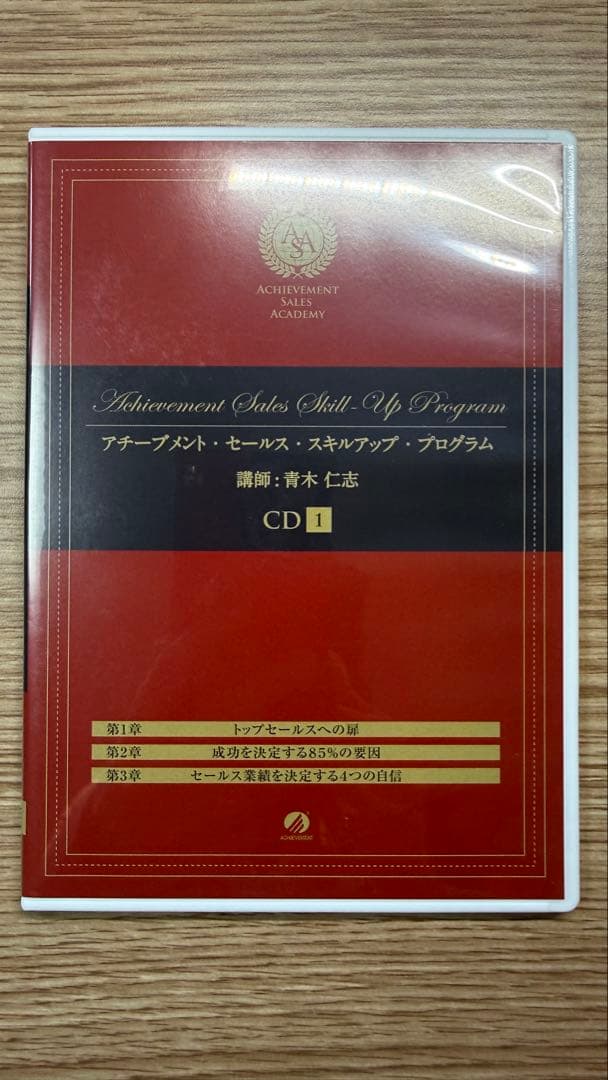 ASA
ACHIEVEMENT
SALES
ACADEMY
Achievement Sales Skill-Up Program
アチーブメント・セールス・スキルアップ・プログラム
講師：青木 仁志
CD 1
第1章 トップセールスへの扉
第2章 成功を決定する85%の要因
第3章 セールス業績を決定する4つの自信
ACHIEVEMENT